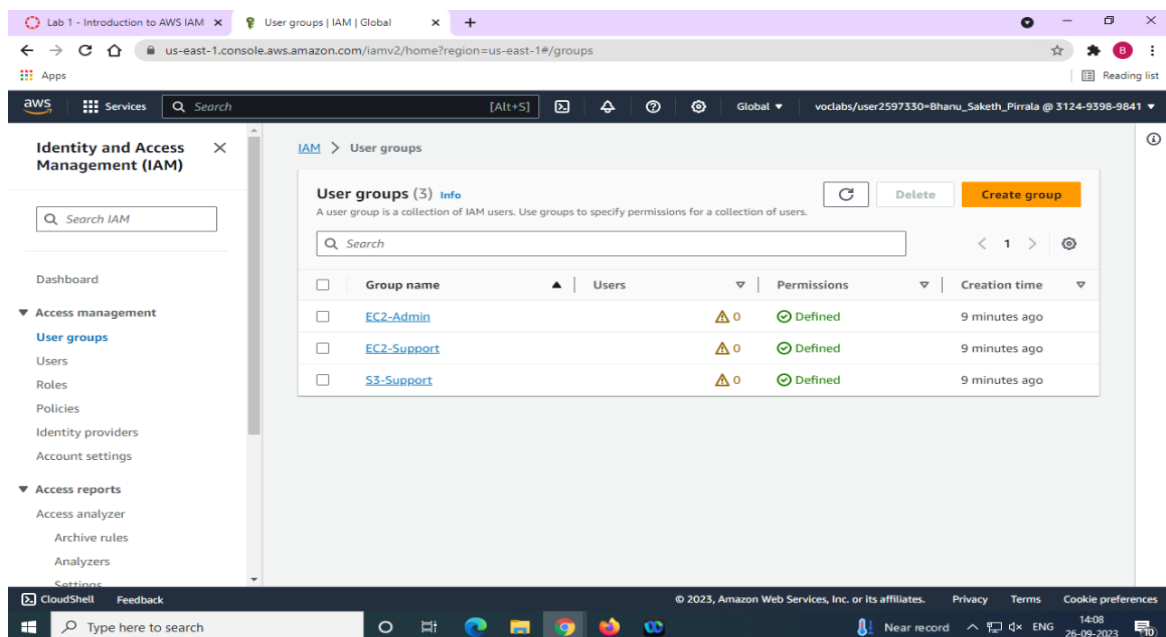 Lab 1 - Introduction to AWS IAM
User groups | IAM | Global
us-east-1.console.aws.amazon.com/iamv2/home?region=us-east-1#/groups
B
Apps
Reading list
aws
Services
Search
[Alt+S]
Global
voclabs/user2597330=Bhanu_Saketh_Pirrala @ 3124-9398-9841
Identity and Access
Management (IAM)
Search IAM
Dashboard
Access management
User groups
Users
Roles
Policies
Identity providers
Account settings
Access reports
Access analyzer
Archive rules
Analyzers
Settings
IAM > User groups
User groups (3) Info
A user group is a collection of IAM users. Use groups to specify permissions for a collection of users.
Delete
Create group
Search
1
Group name Users Permissions Creation time
EC2-Admin 0 Defined 9 minutes ago
EC2-Support 0 Defined 9 minutes ago
S3-Support 0 Defined 9 minutes ago
CloudShell Feedback © 2023, Amazon Web Services, Inc. or its affiliates. Privacy Terms Cookie preferences
Type here to search
Near record
ENG
14:08
26-09-2023
10